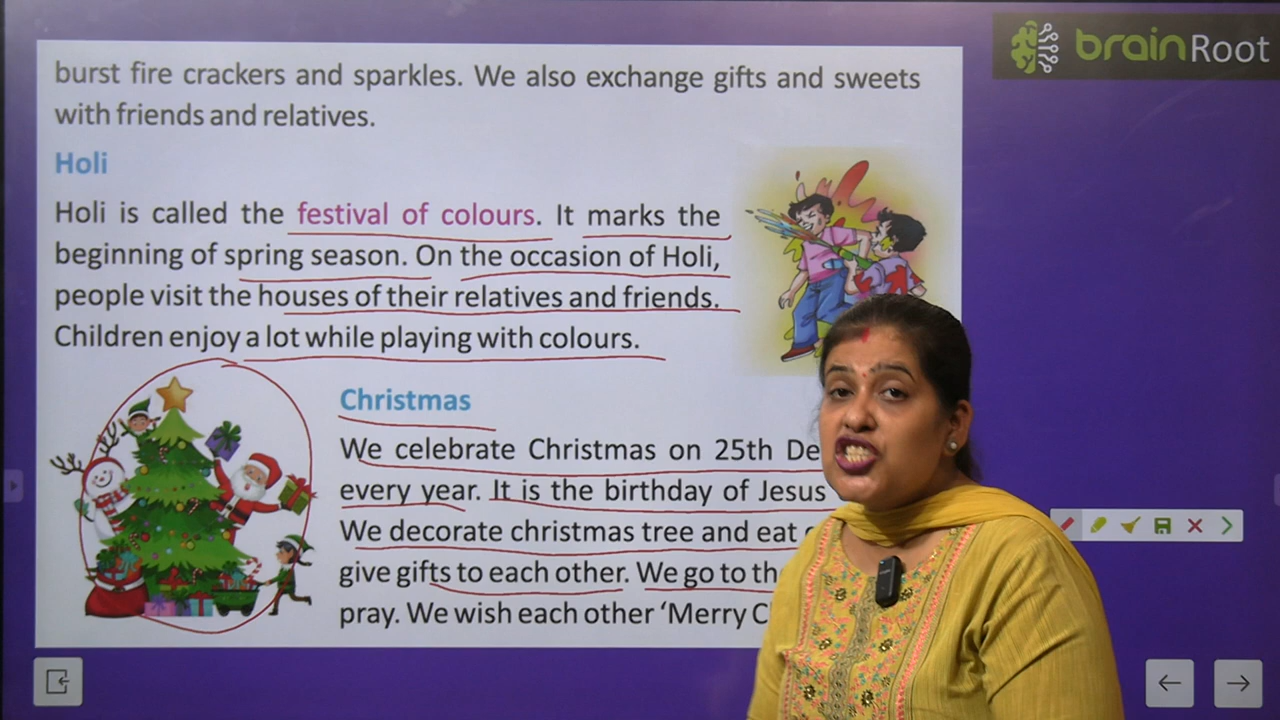 brainRoot
burst fire crackers and sparkles. We also exchange gifts and sweets
with friends and relatives.
Holi
Holi is called the festival of colours. It marks the
beginning of spring season. On the occasion of Holi,
people visit the houses of their relatives and friends.
Children enjoy a lot while playing with colours.
Christmas
We celebrate Christmas on 25th De
every year. It is the birthday of Jesus
We decorate christmas tree and eat
give gifts to each other. We go to th
pray. We wish each other ‘Merry C